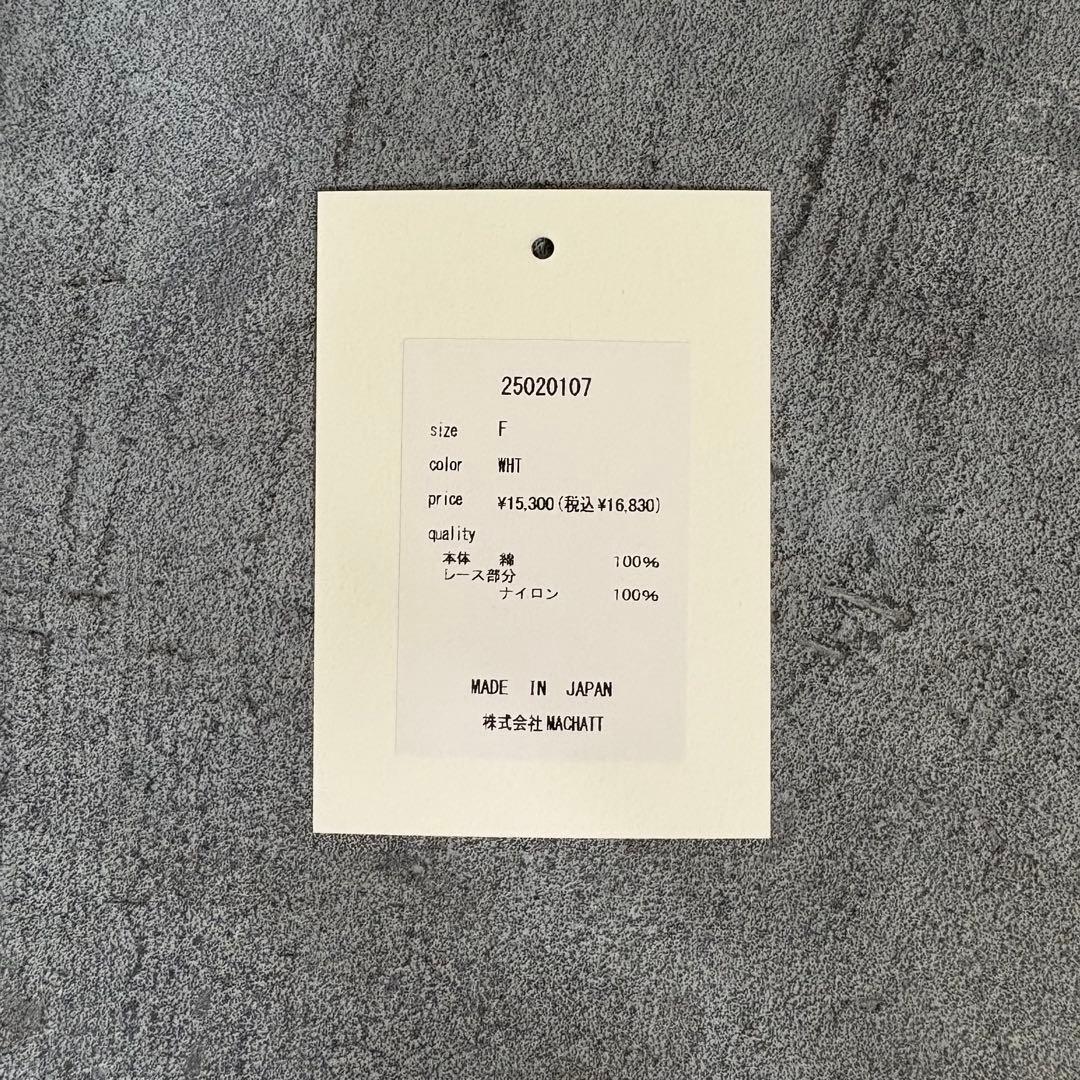 25020107
size F
color WHT
price ¥15,300(税込¥16,830)
quality
本体 綿 100%
レース部分
ナイロン 100%
MADE IN JAPAN
株式会社MACHATT